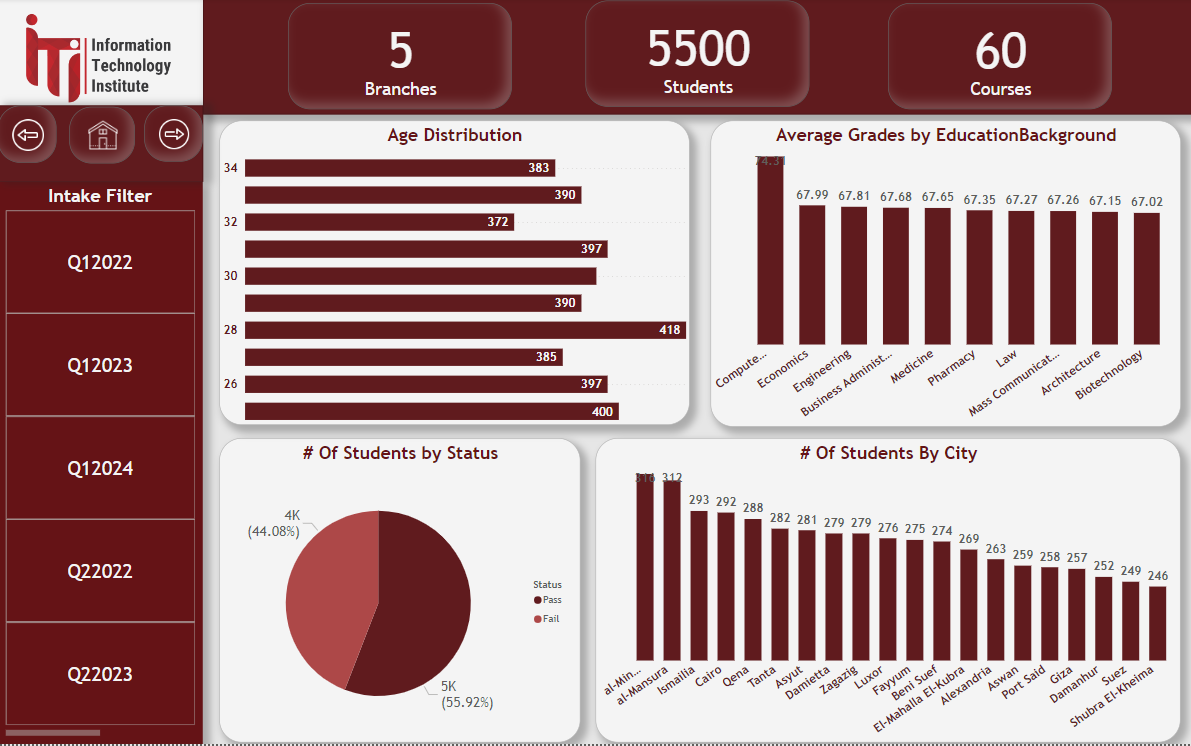 iTi
Information
Technology
Institute
5
Branches
5500
Students
60
Courses
Intake Filter
Q12022
Q12023
Q12024
Q22022
Q22023
Age Distribution
34
383
390
32
372
397
30
390
28
418
385
26
397
400
Average Grades by EducationBackground
74.31
67.99
67.81
67.68
67.65
67.35
67.27
67.26
67.15
67.02
Compute...
Economics
Engineering
Business Administ...
Medicine
Pharmacy
Law
Mass Communicat...
Architecture
Biotechnology
# Of Students by Status
4K
(44.08%)
5K
(55.92%)
Status
Pass
Fail
# Of Students By City
316
312
293
292
288
282
281
279
279
276
275
274
269
263
259
258
257
252
249
246
al-Min...
al-Mansura
Ismailia
Cairo
Qena
Tanta
Asyut
Damietta
Zagazig
Luxor
Fayyum
Beni Suef
El-Mahalla El-Kubra
Alexandria
Aswan
Port Said
Giza
Damanhur
Suez
Shubra El-Kheima